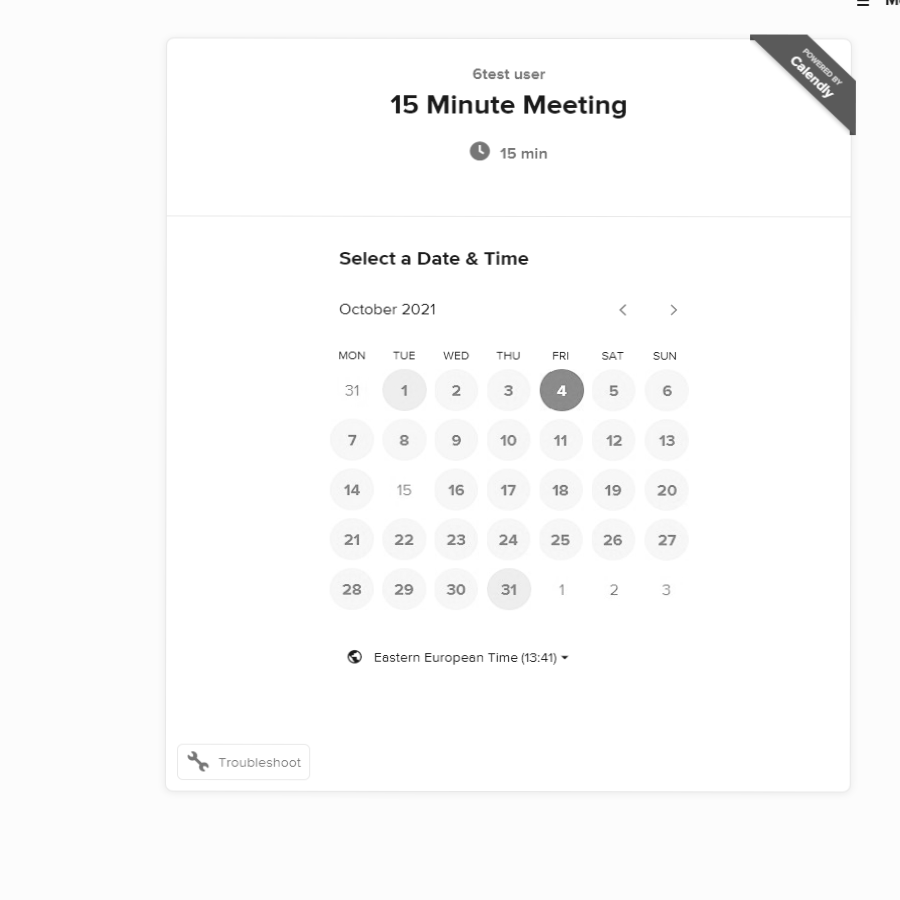 POWERED BY
Calendly
6test user
15 Minute Meeting
15 min
Select a Date & Time
October 2021
MON TUE WED THU FRI SAT SUN
31 1 2 3 4 5 6
7 8 9 10 11 12 13
14 15 16 17 18 19 20
21 22 23 24 25 26 27
28 29 30 31 1 2 3
Eastern European Time (13:41)
Troubleshoot